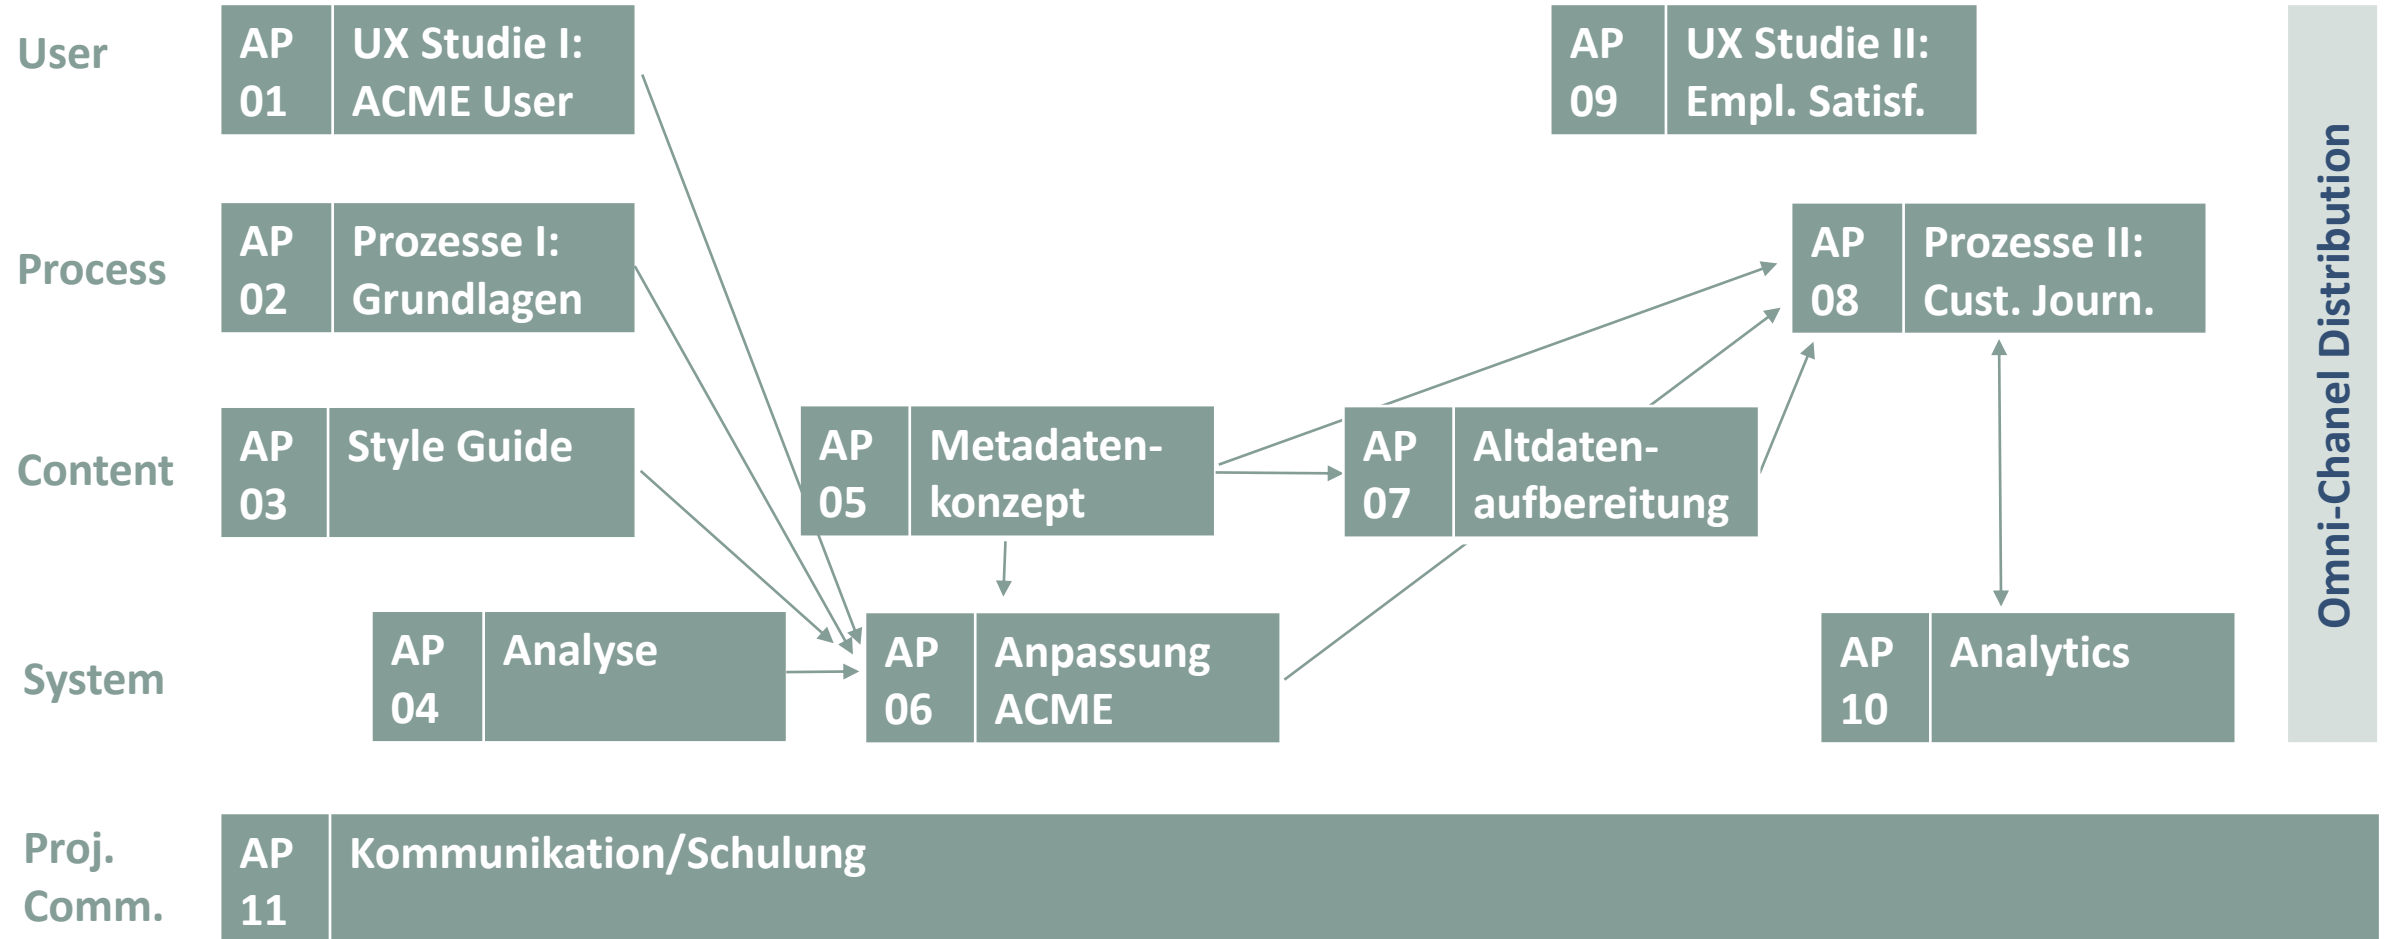 User
AP
01
UX Studie I:
ACME User
AP
09
UX Studie II:
Empl. Satisf.
Process
AP
02
Prozesse I:
Grundlagen
AP
08
Prozesse II:
Cust. Journ.
Content
AP
03
Style Guide
AP
05
Metadaten-
konzept
AP
07
Altdaten-
aufbereitung
System
AP
04
Analyse
AP
06
Anpassung
ACME
AP
10
Analytics
Omni-Channel Distribution
Proj.
Comm.
AP
11
Kommunikation/Schulung